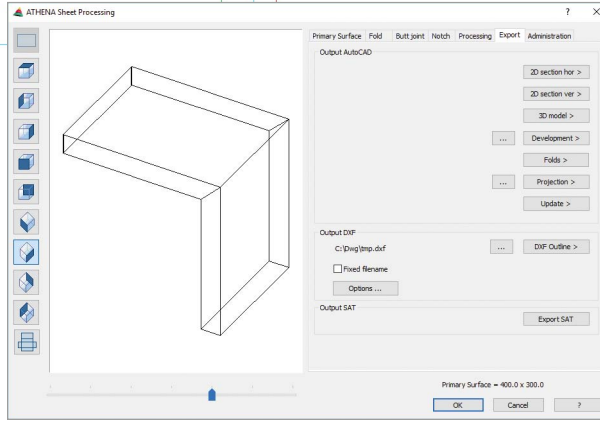 ATHENA Sheet Processing ? X
Primary Surface Fold Butt joint Notch Processing Export Administration
Output AutoCAD
2D section hor >
2D section ver >
3D model >
... Development >
Folds >
... Projection >
Update >
Output DXF
C:\Dwg\tmp.dxf ... DXF Outline >
Fixed filename
Options ...
Output SAT
Export SAT
Primary Surface = 400.0 x 300.0
OK Cancel ?